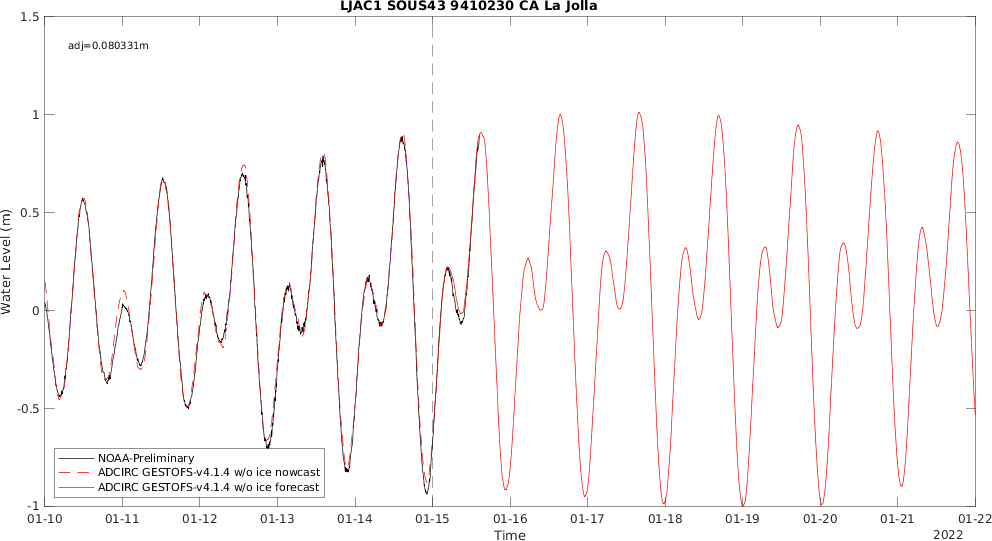 LJAC1 SOUS43 9410230 CA La Jolla
adj=0.080331m
1.5
1
0.5
0
-0.5
-1
Water Level (m)
NOAA-Preliminary
ADCIRC GESTOFS-v4.1.4 w/o ice nowcast
ADCIRC GESTOFS-v4.1.4 w/o ice forecast
01-10 01-11 01-12 01-13 01-14 01-15 01-16 01-17 01-18 01-19 01-20 01-21 01-22
Time
2022